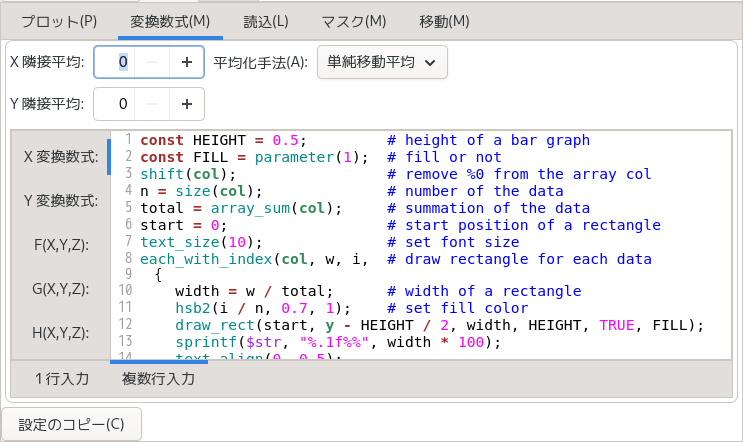 プロット(P) 変換数式(M) 読込(L) マスク(M) 移動(M)
X 隣接平均: 0 − + 平均化手法(A): 単純移動平均
Y 隣接平均: 0 − +
X 変換数式:
Y 変換数式:
F(X,Y,Z):
G(X,Y,Z):
H(X,Y,Z):
1 const HEIGHT = 0.5; # height of a bar graph
2 const FILL = parameter(1); # fill or not
3 shift(col); # remove %0 from the array col
4 n = size(col); # number of the data
5 total = array_sum(col); # summation of the data
6 start = 0; # start position of a rectangle
7 text_size(10); # set font size
8 each_with_index(col, w, i, # draw rectangle for each data
9 {
10 width = w / total; # width of a rectangle
11 hsb2(i / n, 0.7, 1); # set fill color
12 draw_rect(start, y - HEIGHT / 2, width, HEIGHT, TRUE, FILL);
13 sprintf($str, "%.1f%%", width * 100);
14 text_align(0, 0.5);
1 行入力 複数行入力
設定のコピー(C)